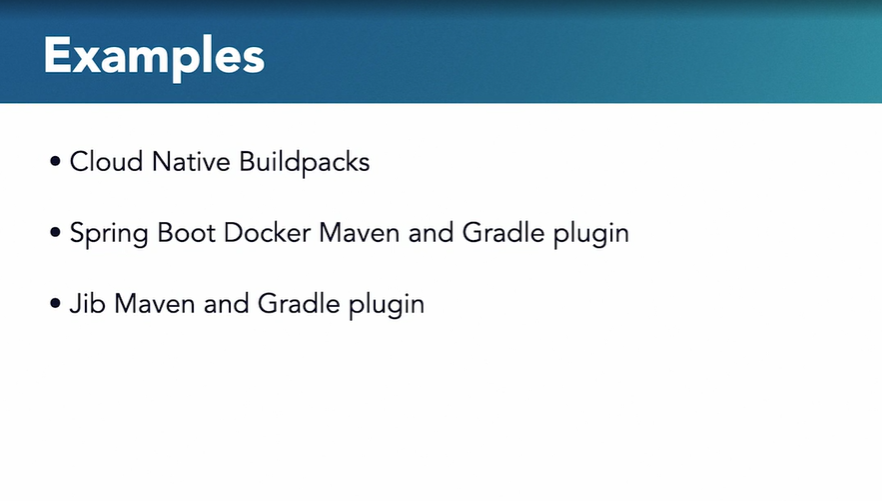 Examples
• Cloud Native Buildpacks
• Spring Boot Docker Maven and Gradle plugin
• Jib Maven and Gradle plugin